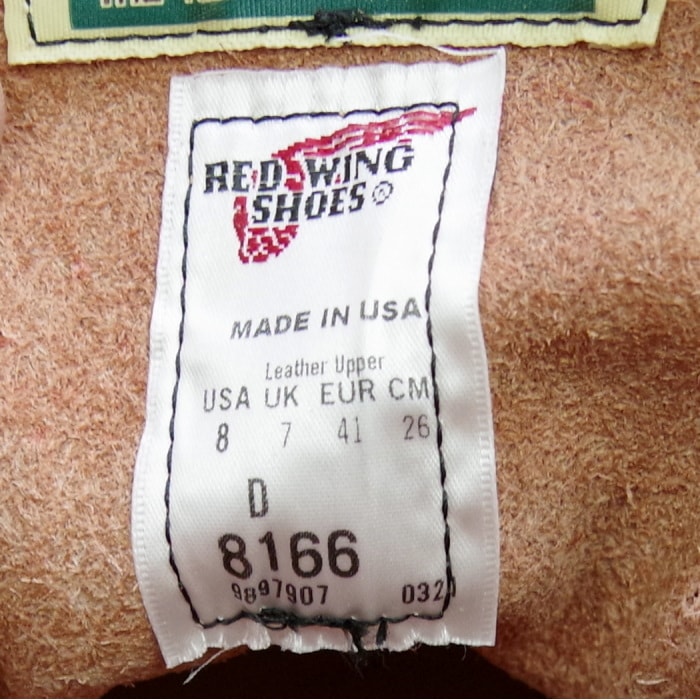 RED WING
SHOES®
MADE IN USA
Leather Upper
USA UK EUR CM
8 7 41 26
D
8166
9897907